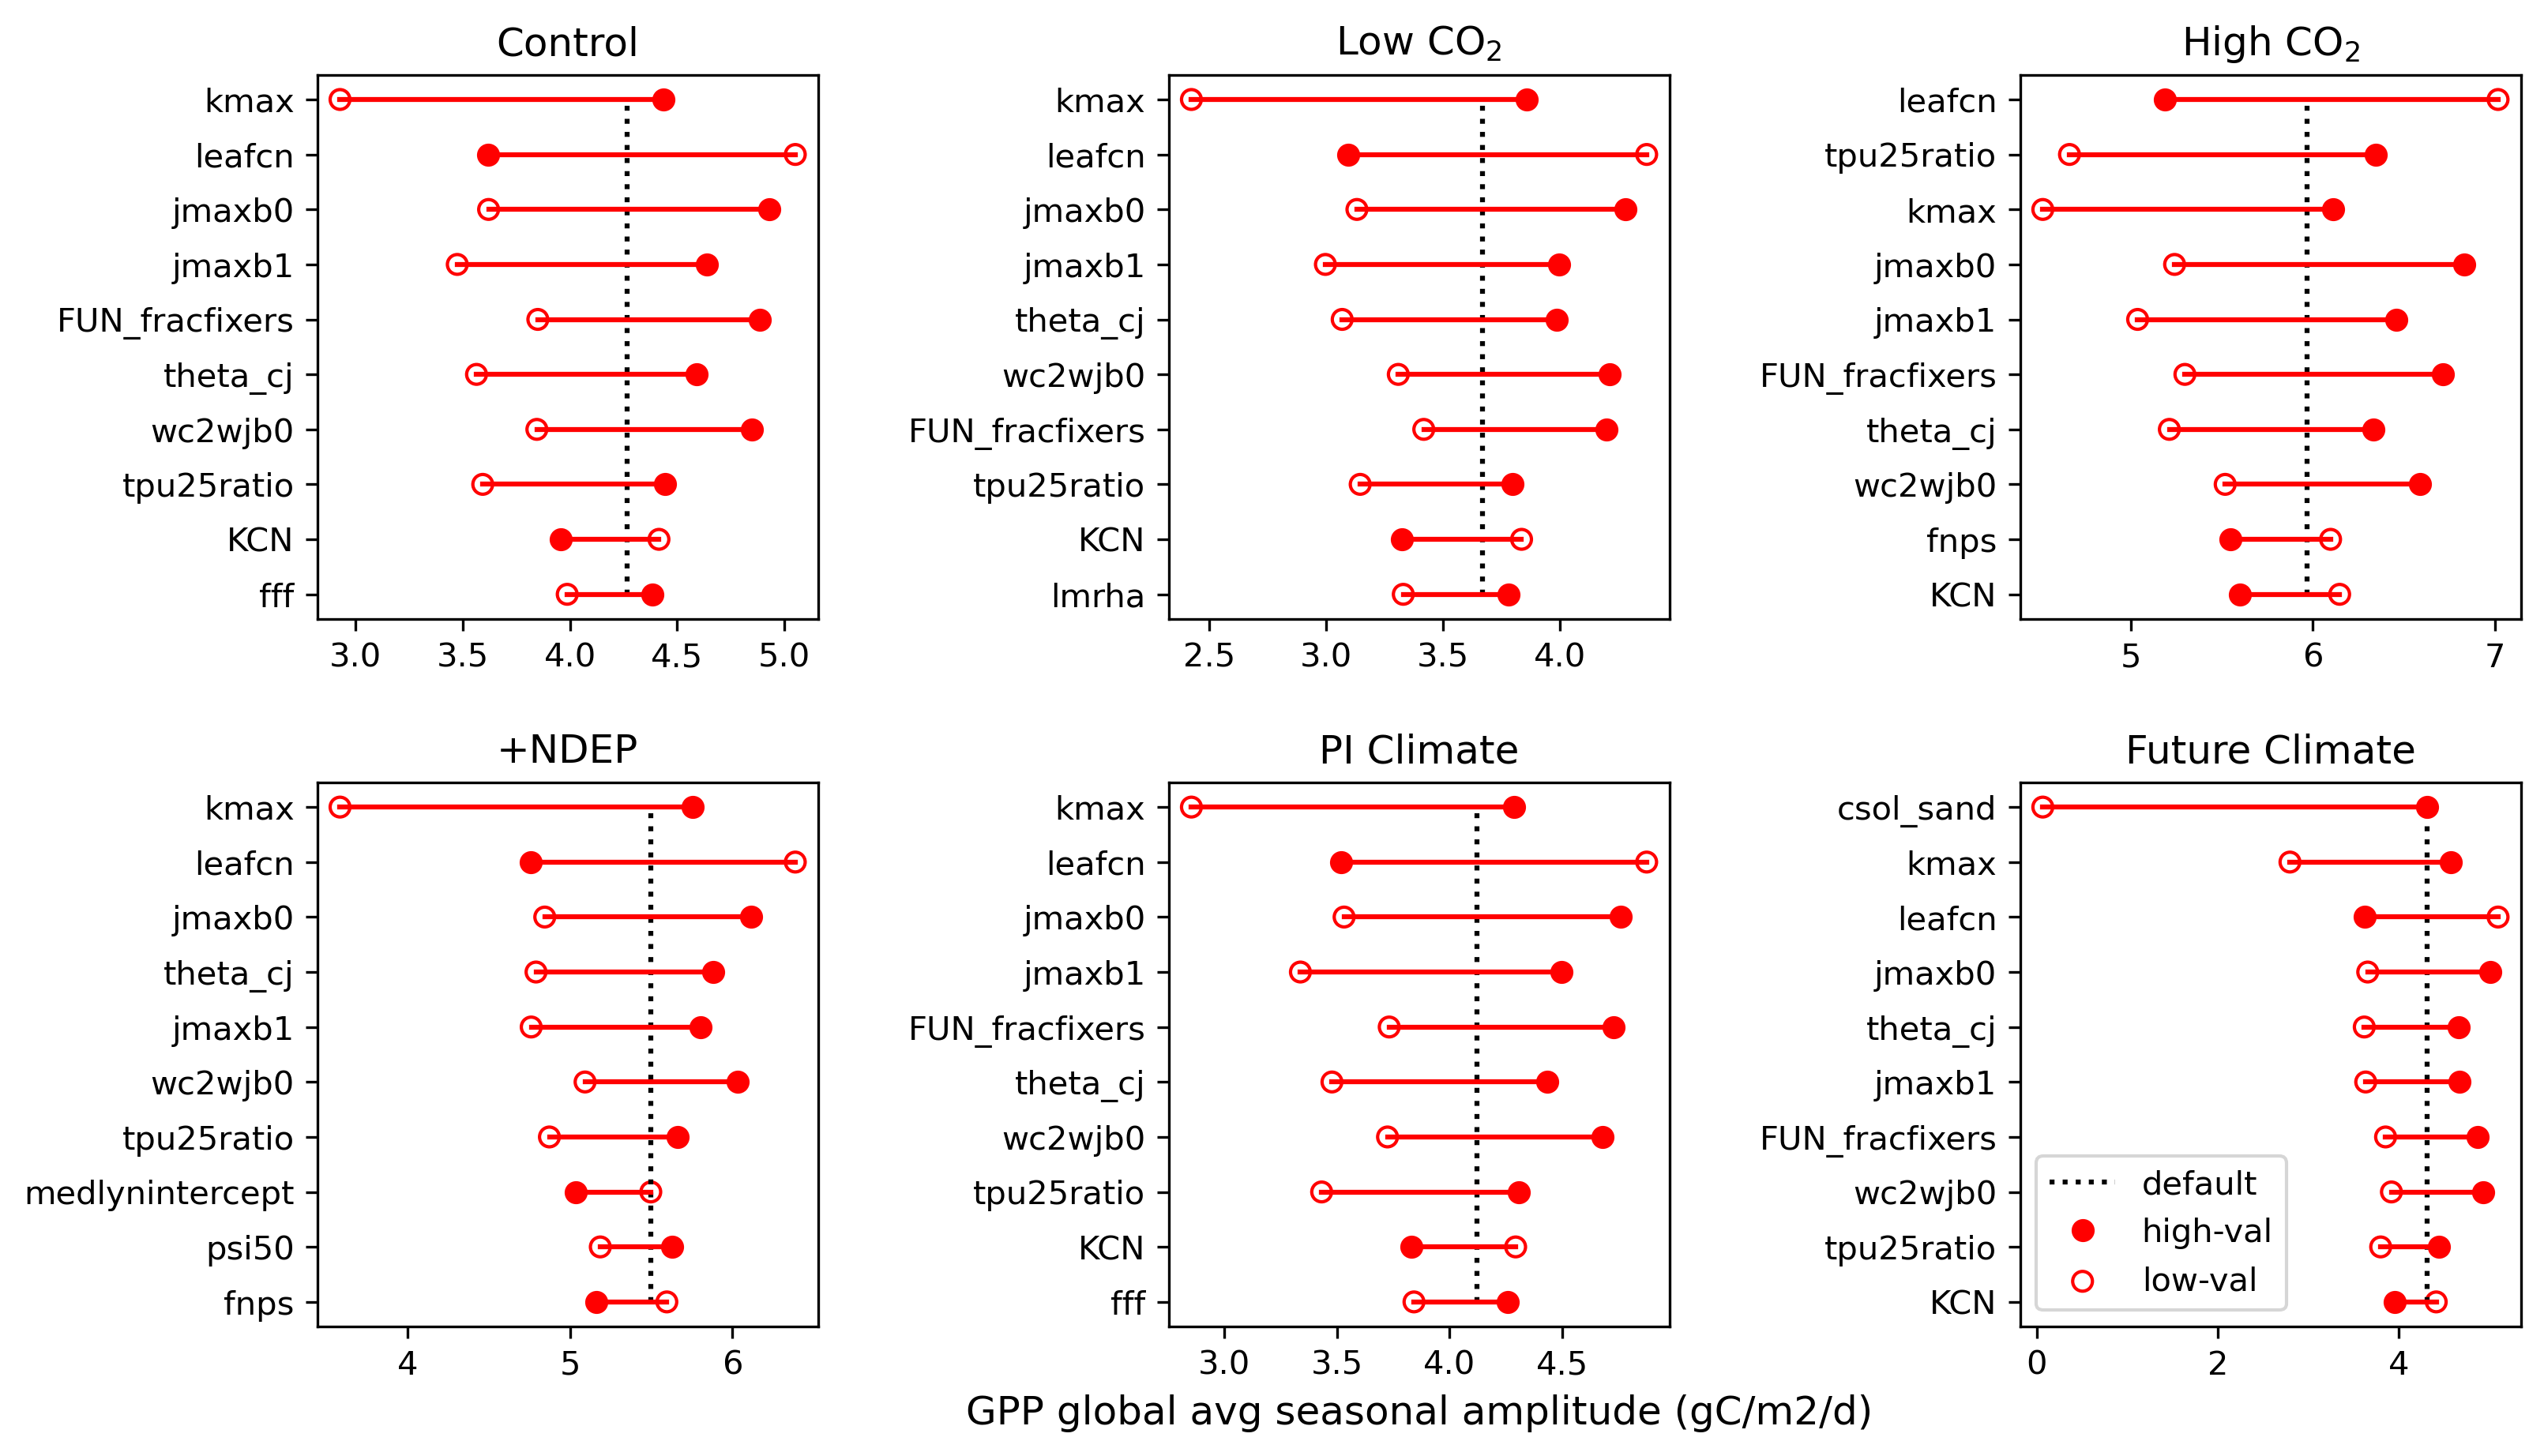 Control
kmax
leafcn
jmaxb0
jmaxb1
FUN_fracfixers
theta_cj
wc2wjb0
tpu25ratio
KCN
fff
3.0 3.5 4.0 4.5 5.0
Low CO₂
kmax
leafcn
jmaxb0
jmaxb1
theta_cj
wc2wjb0
FUN_fracfixers
tpu25ratio
KCN
lmrha
2.5 3.0 3.5 4.0
High CO₂
leafcn
tpu25ratio
kmax
jmaxb0
jmaxb1
FUN_fracfixers
theta_cj
wc2wjb0
fnps
KCN
5 6 7
+NDEP
kmax
leafcn
jmaxb0
theta_cj
jmaxb1
wc2wjb0
tpu25ratio
medlynintercept
psi50
fnps
4 5 6
PI Climate
kmax
leafcn
jmaxb0
jmaxb1
FUN_fracfixers
theta_cj
wc2wjb0
tpu25ratio
KCN
fff
3.0 3.5 4.0 4.5
Future Climate
csol_sand
kmax
leafcn
jmaxb0
theta_cj
jmaxb1
FUN_fracfixers
wc2wjb0
tpu25ratio
KCN
default
high-val
low-val
0 2 4
GPP global avg seasonal amplitude (gC/m2/d)